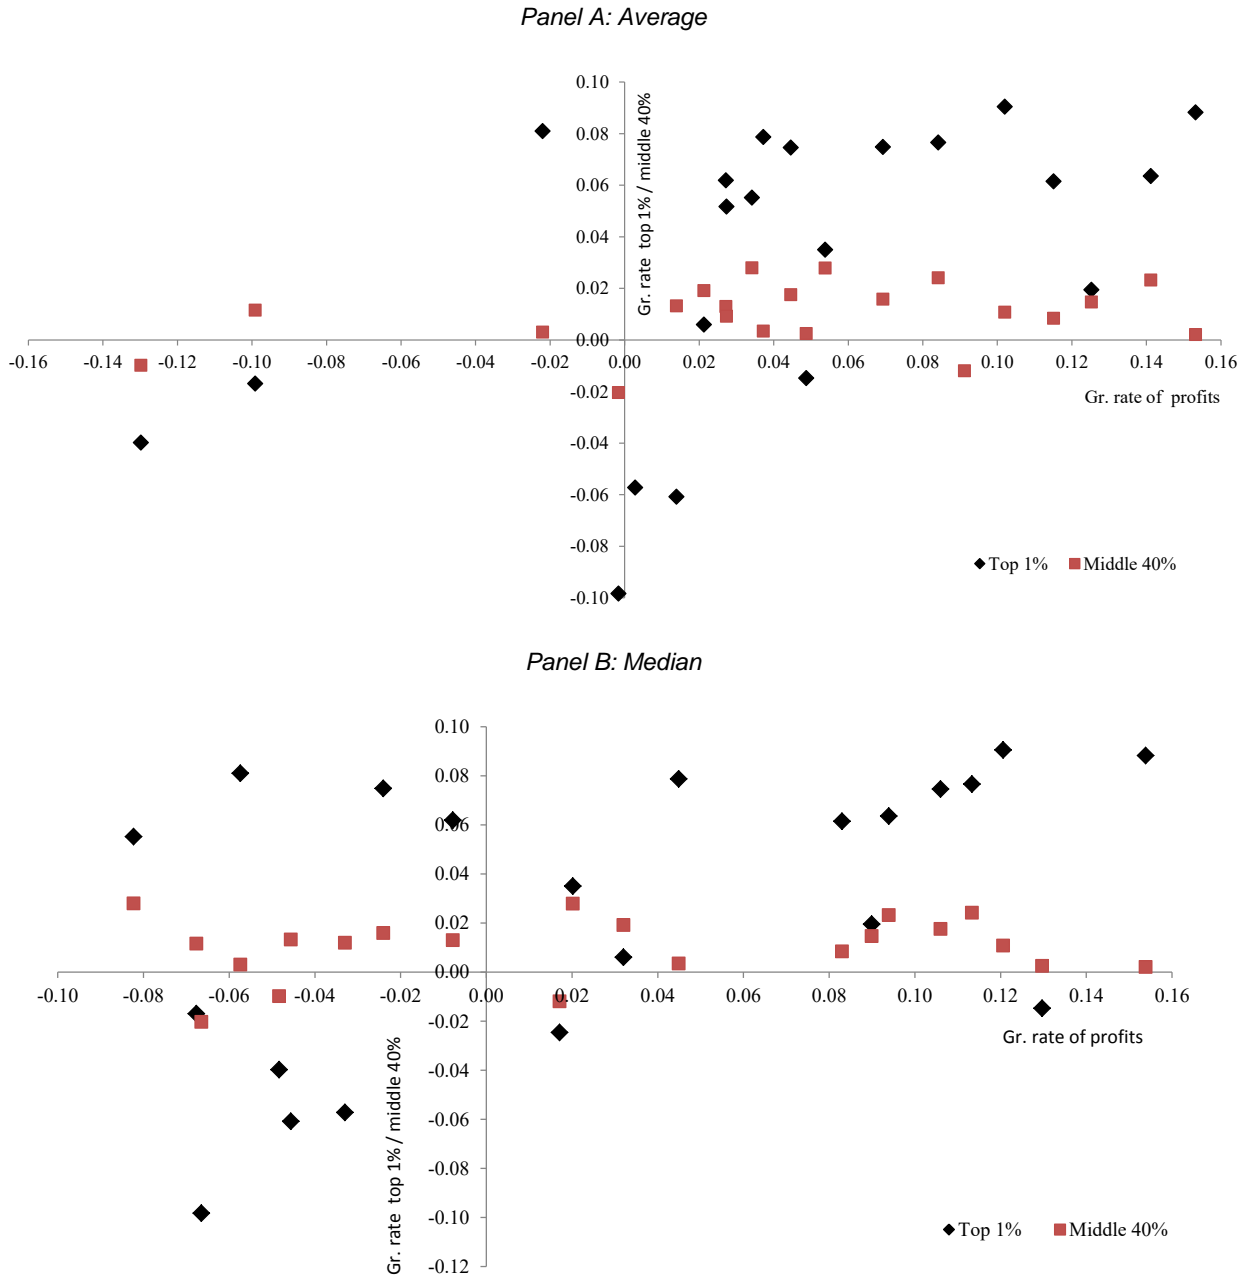 Panel A: Average
0.10
0.08
0.06
0.04
0.02
0.00
-0.02
-0.04
-0.06
-0.08
-0.10
Gr. rate top 1% / middle 40%
-0.16 -0.14 -0.12 -0.10 -0.08 -0.06 -0.04 -0.02 0.00 0.02 0.04 0.06 0.08 0.10 0.12 0.14 0.16
Gr. rate of profits
Top 1% Middle 40%
Panel B: Median
0.10
0.08
0.06
0.04
0.02
0.00
-0.02
-0.04
-0.06
-0.08
-0.10
-0.12
-0.10 -0.08 -0.06 -0.04 -0.02 0.00 0.02 0.04 0.06 0.08 0.10 0.12 0.14 0.16
Gr. rate of profits
Gr. rate top 1% / middle 40%
Top 1% Middle 40%